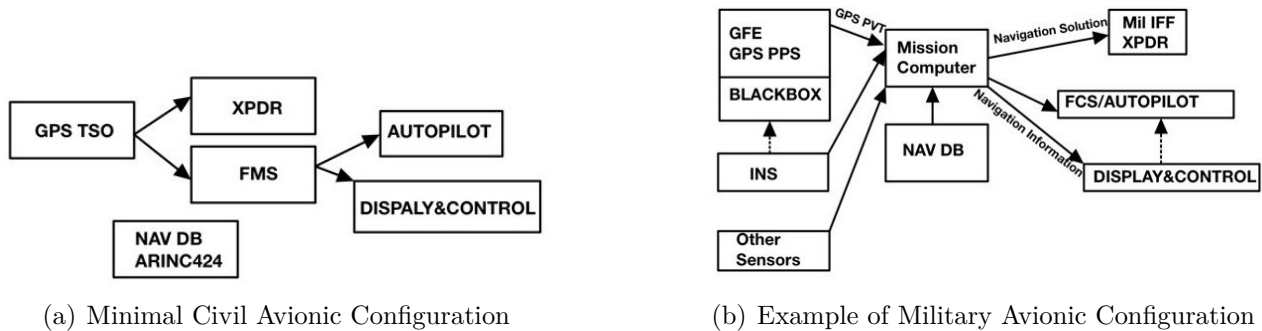 GPS TSO
XPDR
FMS
AUTOPILOT
DISPALY&CONTROL
NAV DB
ARINC424
(a) Minimal Civil Avionic Configuration
GFE
GPS PPS
BLACKBOX
INS
Other
Sensors
GPS PVT
Mission
Computer
NAV DB
Navigation Solution
Navigation Information
Mil IFF
XPDR
FCS/AUTOPILOT
DISPLAY&CONTROL
(b) Example of Military Avionic Configuration